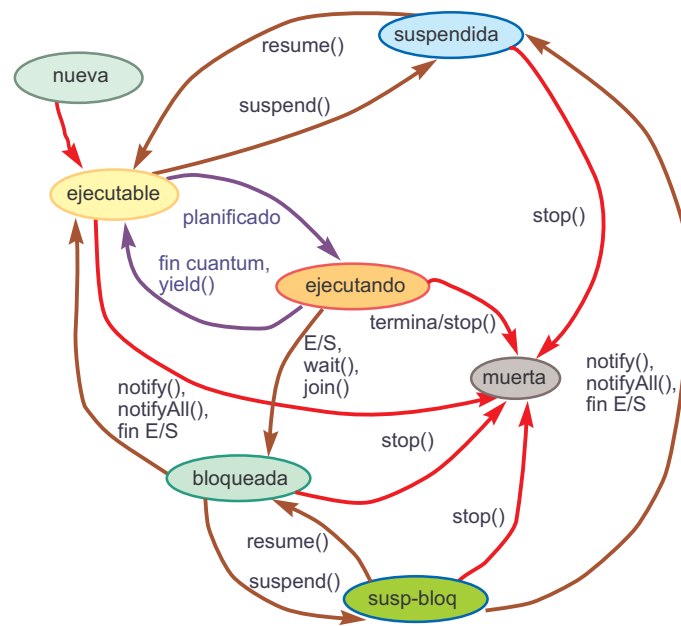 suspendida
resume()
nueva
suspend()
ejecutable
planificado
stop()
fin cuantum,
yield()
ejecutando
termina/stop()
E/S,
wait(),
join()
muerta
notify(),
notifyAll(),
fin E/S
notify(),
notifyAll(),
fin E/S
stop()
bloqueada
stop()
resume()
suspend()
susp-bloq